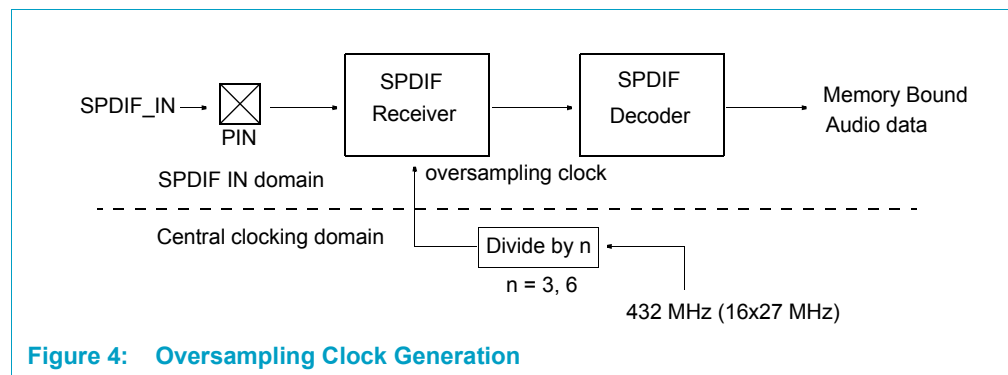 SPDIF_IN
PIN
SPDIF
Receiver
SPDIF
Decoder
Memory Bound
Audio data
SPDIF IN domain
oversampling clock
Central clocking domain
Divide by n
n = 3, 6
432 MHz (16x27 MHz)
Figure 4: Oversampling Clock Generation